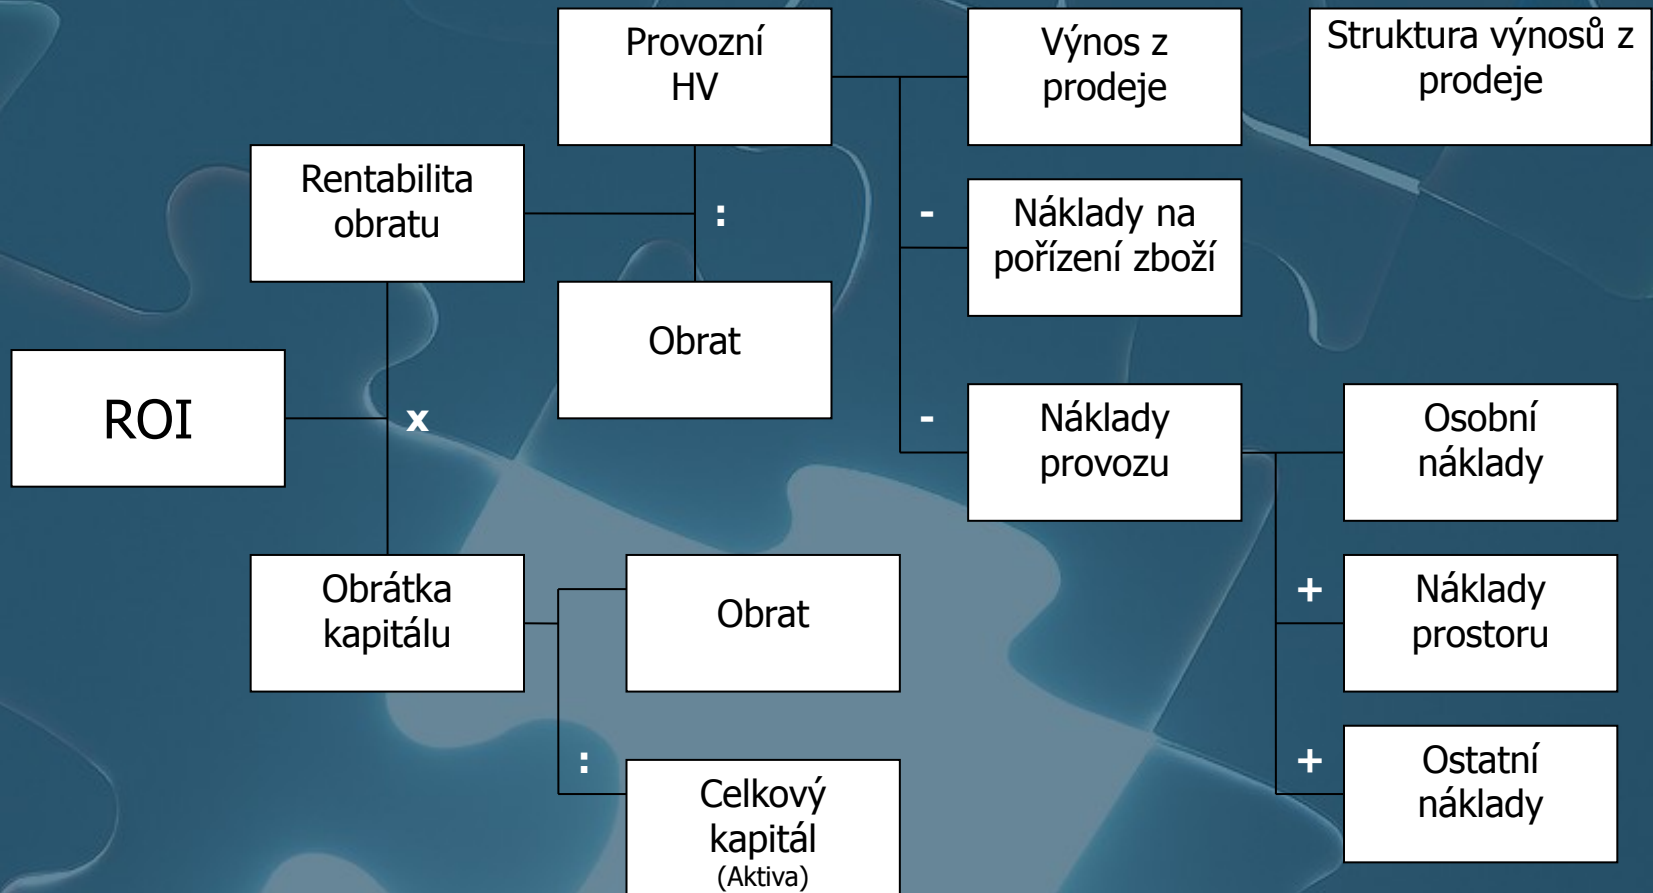 Provozní
HV
Výnos z
prodeje
Struktura výnosů z
prodeje
Rentabilita
obratu
:
-
Náklady na
pořízení zboží
Obrat
ROI
x
-
Náklady
provozu
Osobní
náklady
Obrátka
kapitálu
Obrat
+
Náklady
prostoru
:
Celkový
kapitál
(Aktiva)
+
Ostatní
náklady